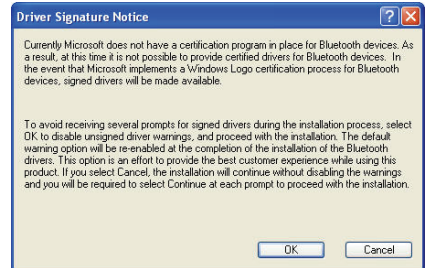 Driver Signature Notice
Currently Microsoft does not have a certification program in place for Bluetooth devices. As
a result, at this time it is not possible to provide certified drivers for Bluetooth devices. In
the event that Microsoft implements a Windows Logo certification process for Bluetooth
devices, signed drivers will be made available.
To avoid receiving several prompts for signed drivers during the installation process, select
OK to disable unsigned driver warnings, and proceed with the installation. The default
warning option will be re-enabled at the completion of the installation of the Bluetooth
drivers. This option is an effort to provide the best customer experience while using this
product. If you select Cancel, the installation will continue without disabling the warnings
and you will be required to select Continue at each prompt to proceed with the installation.
OK Cancel